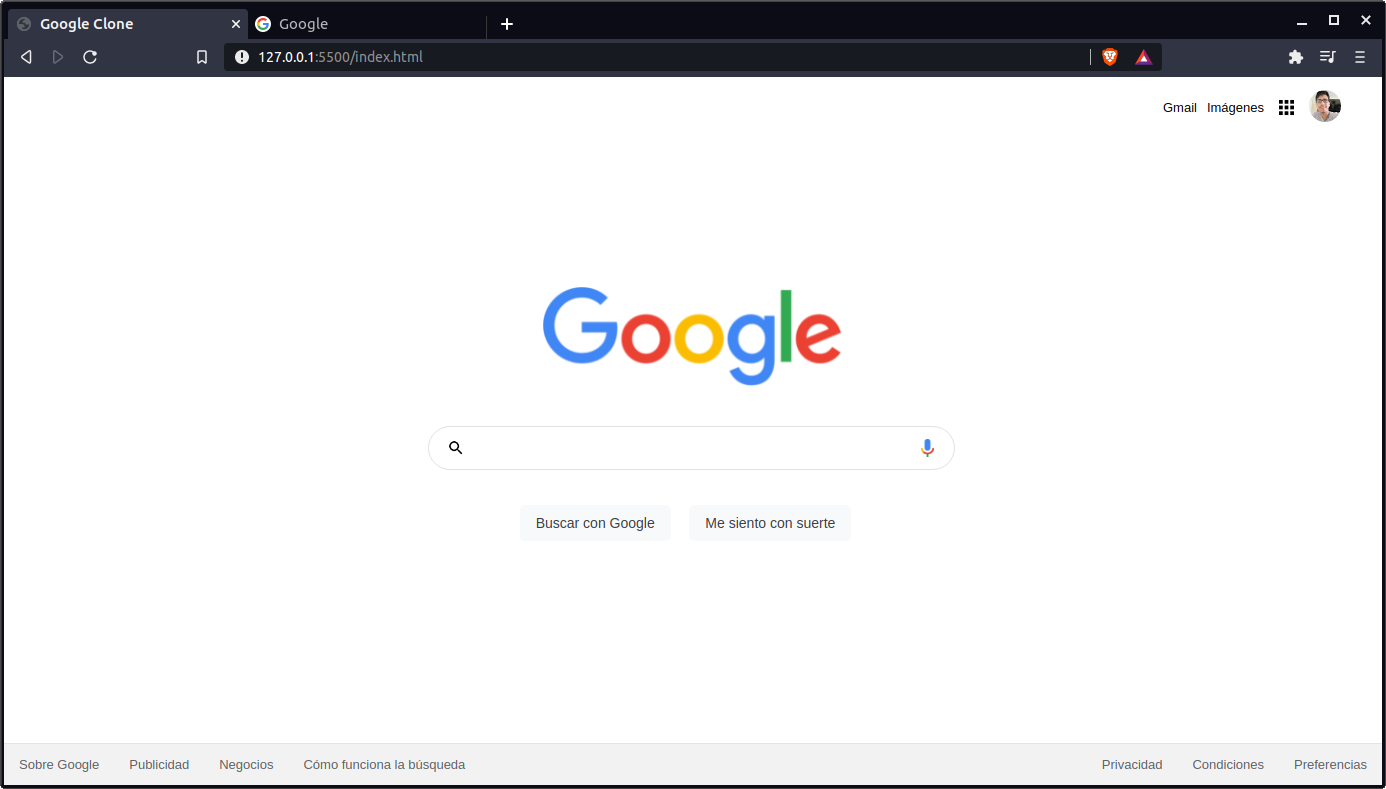 Google Clone
Google
127.0.0.1:5500/index.html
Gmail Imágenes
Google
Buscar con Google Me siento con suerte
Sobre Google Publicidad Negocios Cómo funciona la búsqueda Privacidad Condiciones Preferencias